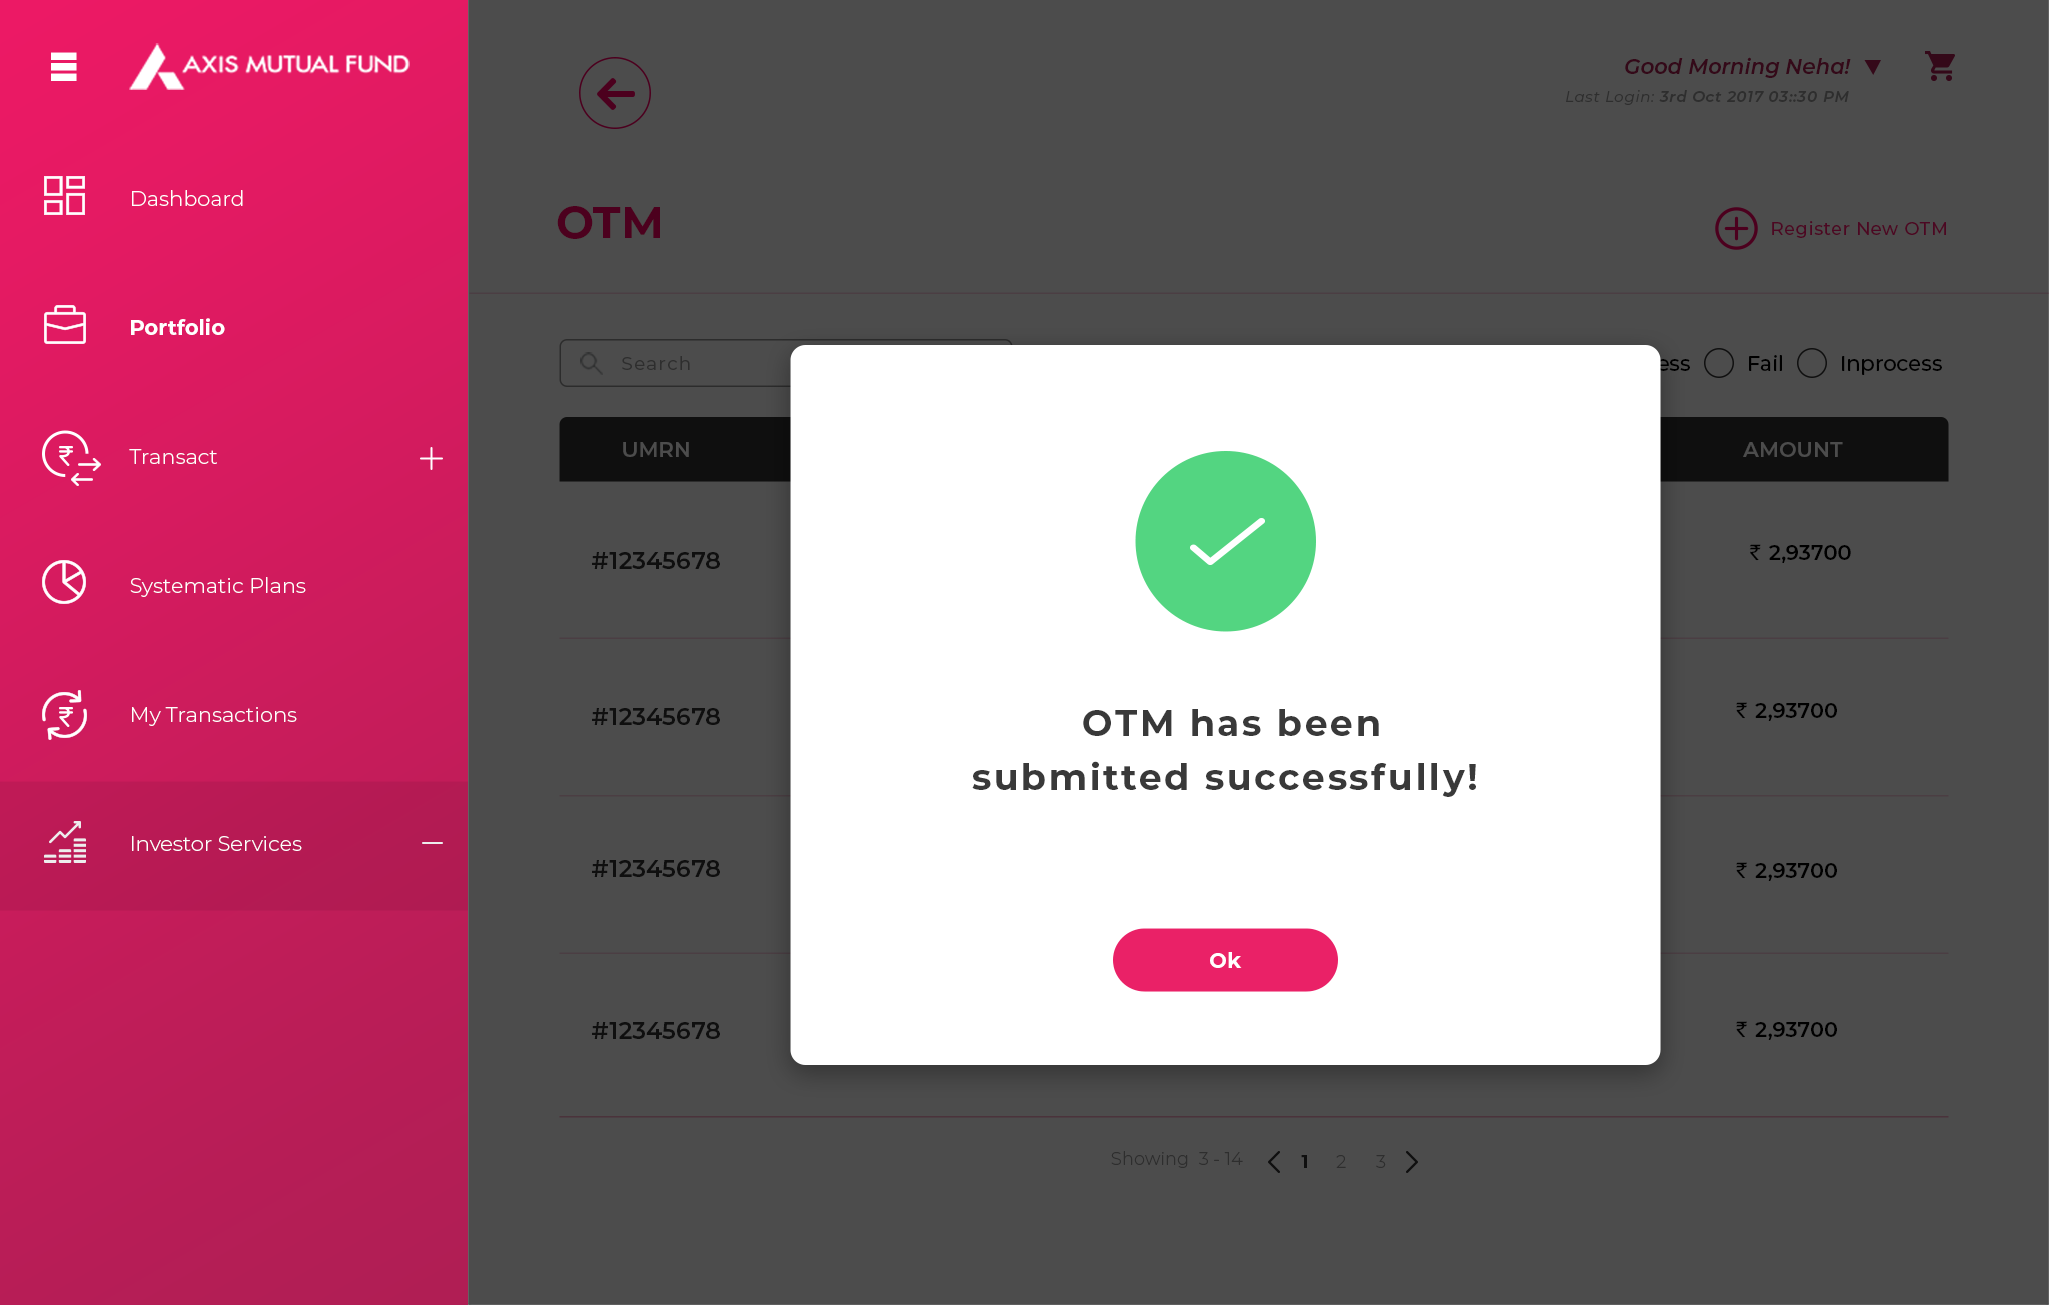 AXIS MUTUAL FUND
Dashboard
Portfolio
Transact
Systematic Plans
My Transactions
Investor Services
Good Morning Neha!
Last Login: 3rd Oct 2017 03::30 PM
OTM
Register New OTM
Search
ess Fail Inprocess
UMRN AMOUNT
#12345678 ₹ 2,93700
#12345678 ₹ 2,93700
#12345678 ₹ 2,93700
#12345678 ₹ 2,93700
OTM has been
submitted successfully!
Ok
Showing 3 - 14 1 2 3